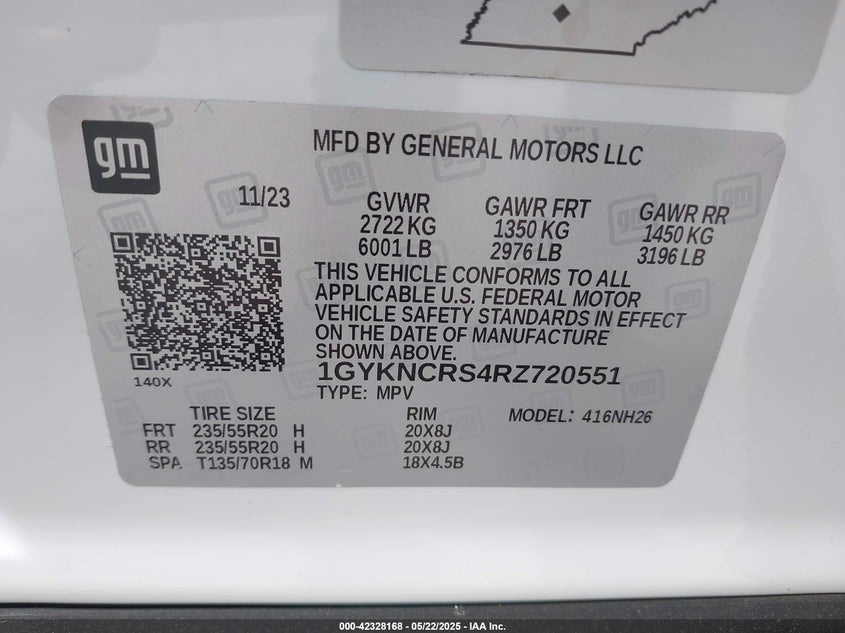 gm
MFD BY GENERAL MOTORS LLC
11/23
GVWR
2722 KG
6001 LB
GAWR FRT
1350 KG
2976 LB
GAWR RR
1450 KG
3196 LB
THIS VEHICLE CONFORMS TO ALL
APPLICABLE U.S. FEDERAL MOTOR
VEHICLE SAFETY STANDARDS IN EFFECT
ON THE DATE OF MANUFACTURE
SHOWN ABOVE.
140X
1GYKNCRS4RZ720551
TYPE: MPV
TIRE SIZE RIM MODEL: 416NH26
FRT 235/55R20 H 20X8J
RR 235/55R20 H 20X8J
SPA T135/70R18 M 18X4.5B
000-42328168 - 05/22/2025 - IAA Inc.